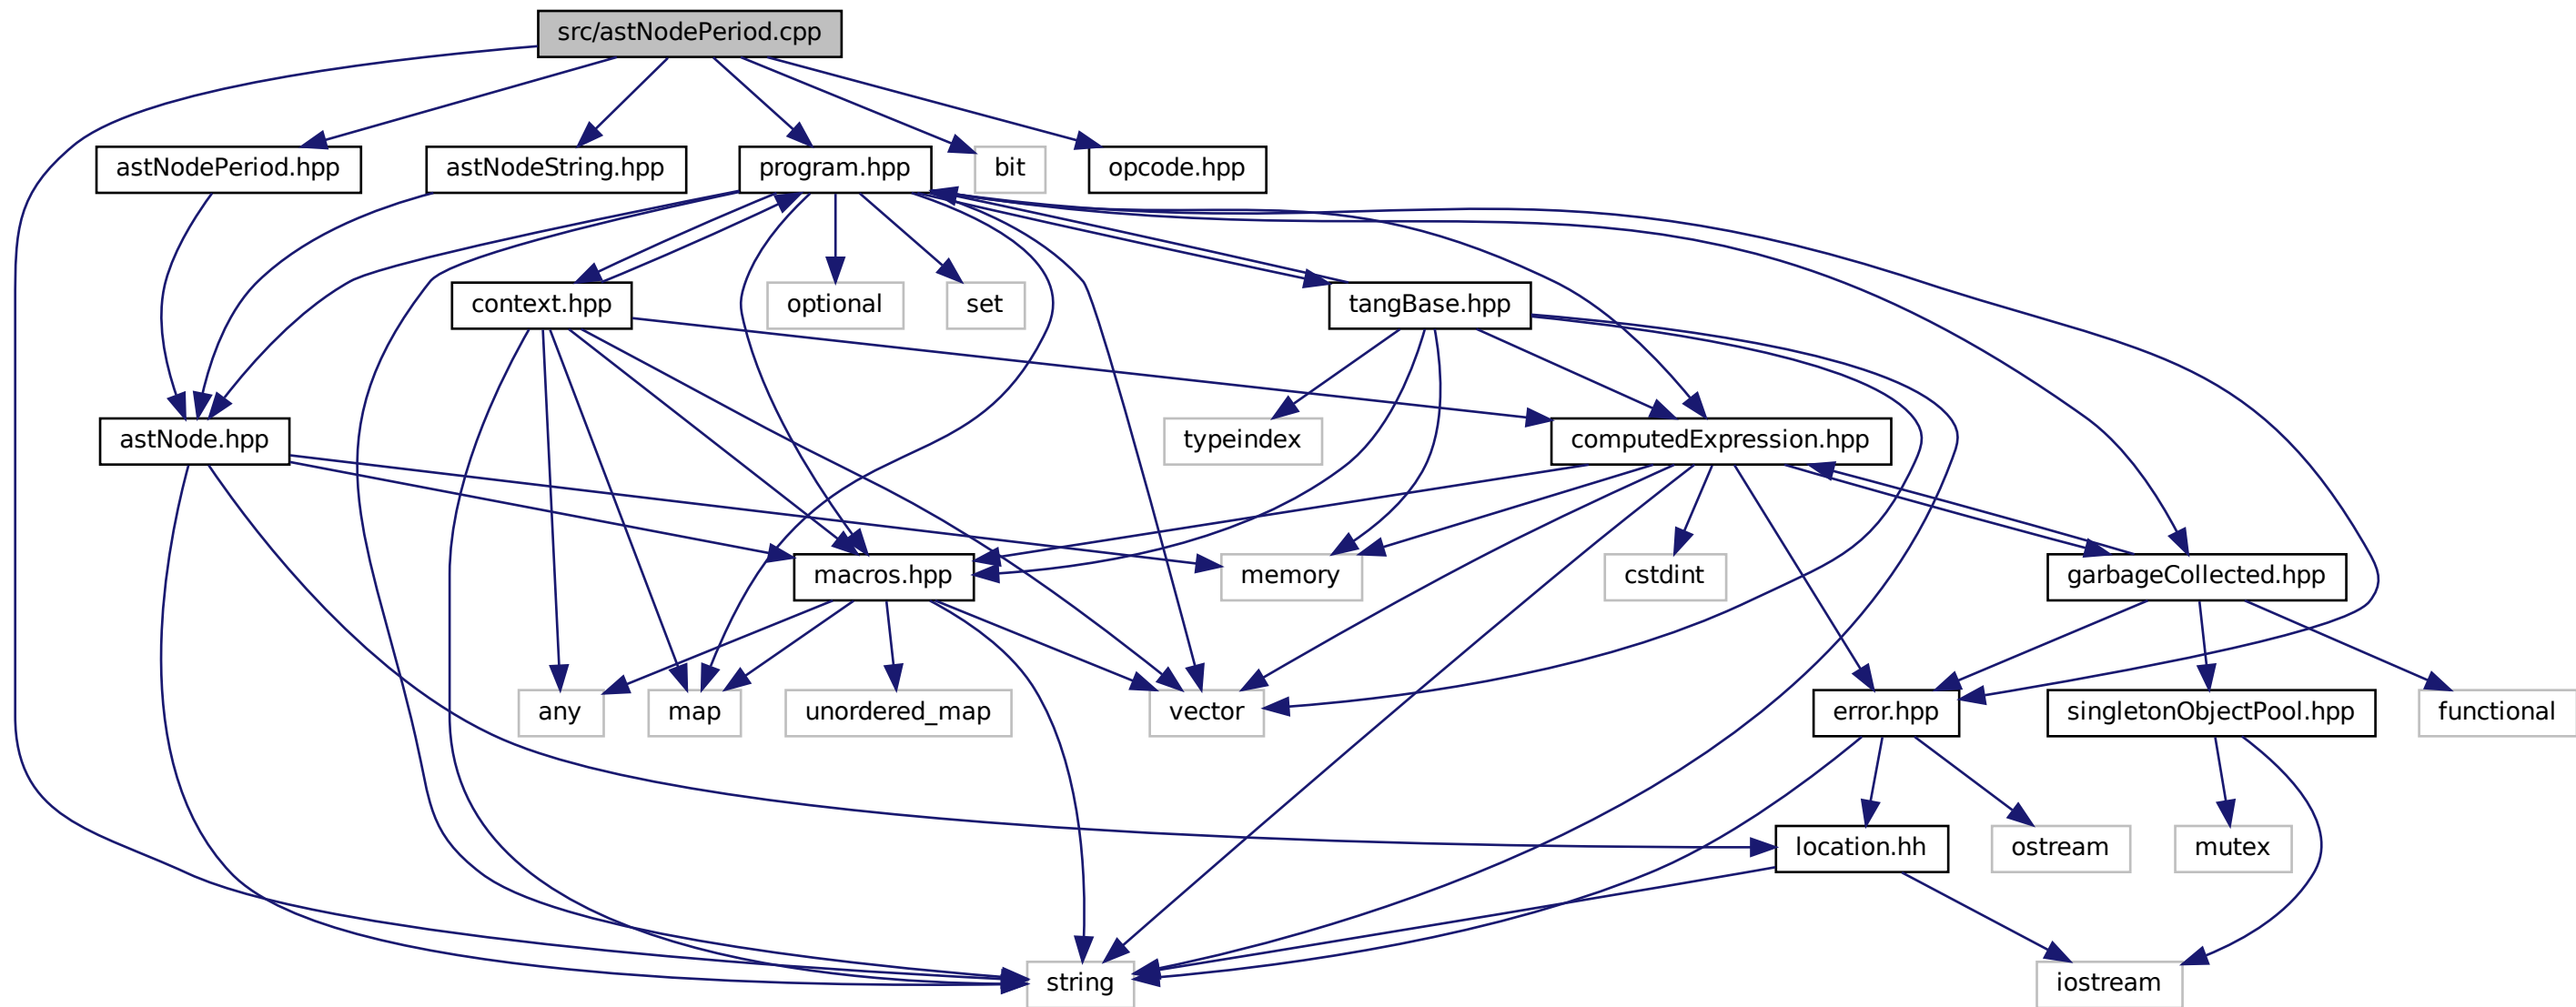 src/astNodePeriod.cpp
astNodePeriod.hpp
astNodeString.hpp
program.hpp
bit
opcode.hpp
context.hpp
optional
set
tangBase.hpp
astNode.hpp
typeindex
computedExpression.hpp
macros.hpp
memory
cstdint
garbageCollected.hpp
any
map
unordered_map
vector
error.hpp
singletonObjectPool.hpp
functional
location.hh
ostream
mutex
string
iostream